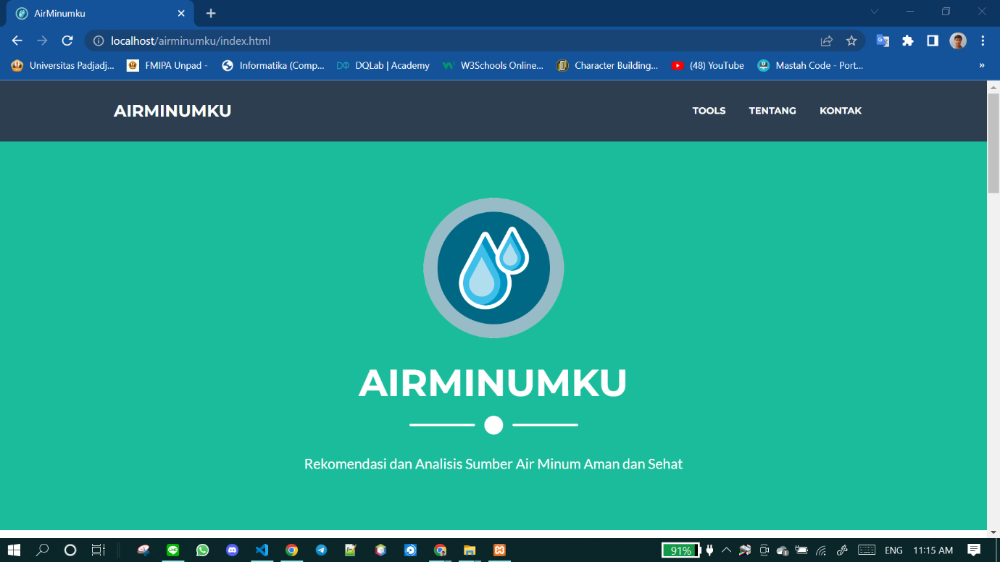 AirMinumku
localhost/airminumku/index.html
Universitas Padjadj... FMIPA Unpad - Informatika (Comp... DQLab | Academy W3Schools Online... Character Building... (48) YouTube Mastah Code - Port... »
AIRMINUMKU TOOLS TENTANG KONTAK
AIRMINUMKU
Rekomendasi dan Analisis Sumber Air Minum Aman dan Sehat
91% ENG 11:15 AM